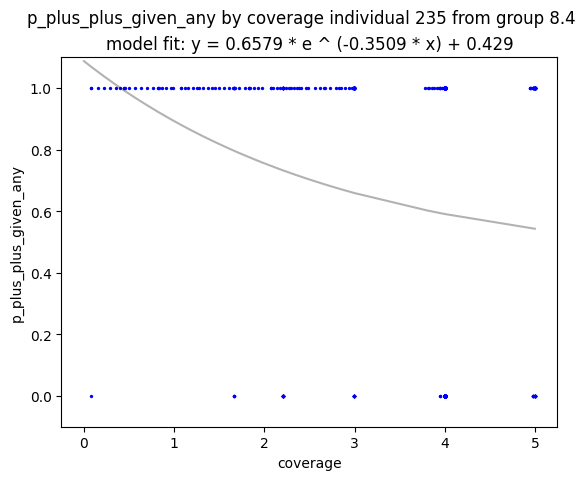 p_plus_plus_given_any by coverage individual 235 from group 8.4
model fit: y = 0.6579 * e ^ (-0.3509 * x) + 0.429
p_plus_plus_given_any
1.0
0.8
0.6
0.4
0.2
0.0
0 1 2 3 4 5
coverage